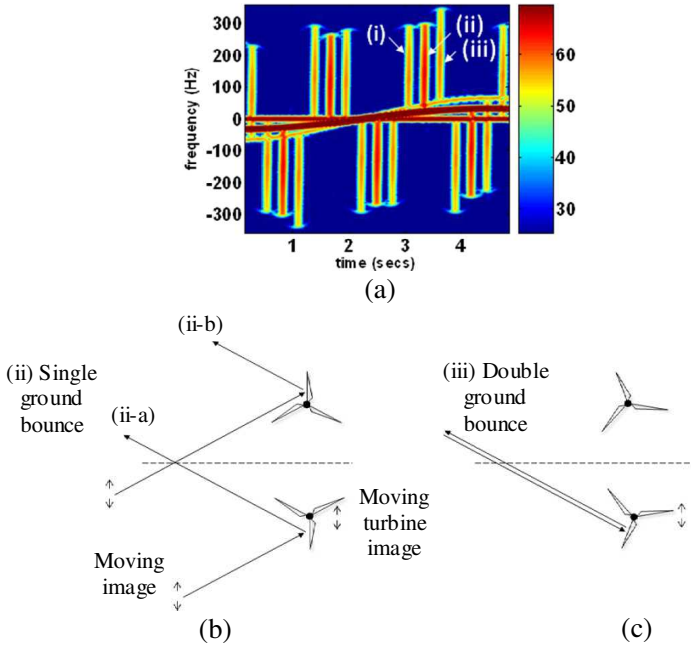 300
200
100
0
-100
-200
-300
frequency (Hz)
(i)
(ii)
(iii)
60
50
40
30
1 2 3 4
time (secs)
(a)
(ii-b)
(ii) Single
ground
bounce
(ii-a)
Moving
image
Moving
turbine
image
(b)
(iii) Double
ground
bounce
(c)